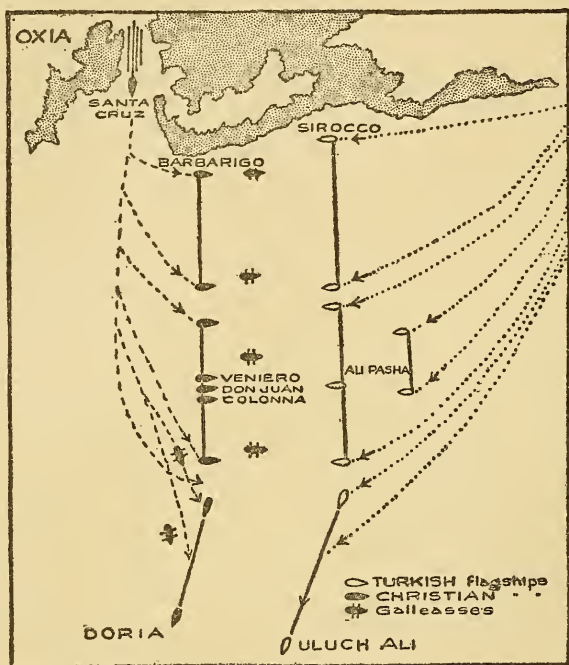 OXIA
SANTA
CRUZ
SIROCCO
BARBARIGO
VENIERO
DON JUAN
COLONNA
ALI PASHA
TURKISH flagships
CHRISTIAN " "
Galleasses
DORIA
ULUCH ALI